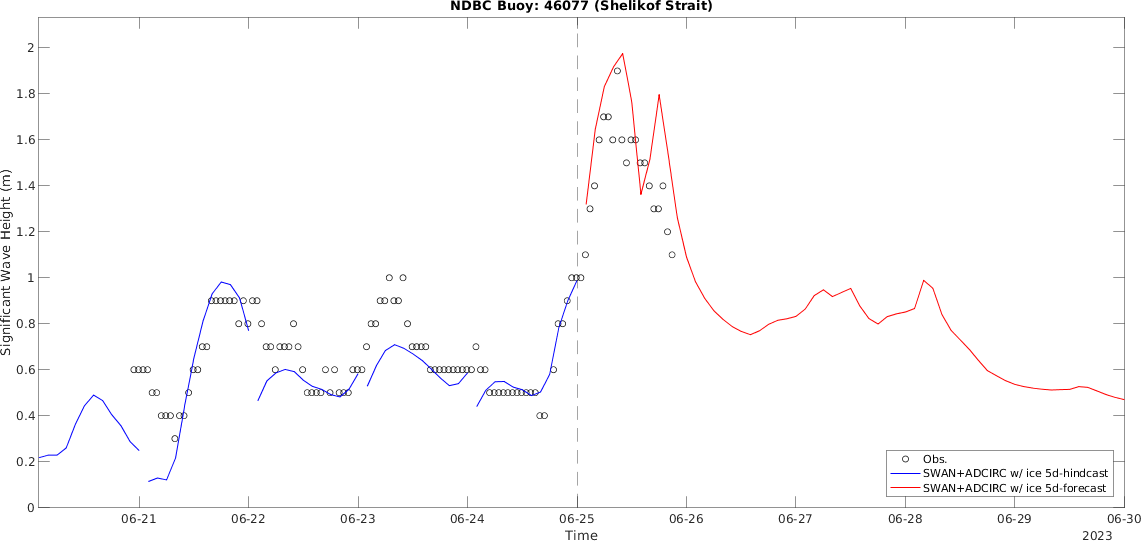 NDBC Buoy: 46077 (Shelikof Strait)
Significant Wave Height (m)
2
1.8
1.6
1.4
1.2
1
0.8
0.6
0.4
0.2
0
Obs.
SWAN+ADCIRC w/ ice 5d-hindcast
SWAN+ADCIRC w/ ice 5d-forecast
06-21 06-22 06-23 06-24 06-25 06-26 06-27 06-28 06-29 06-30
Time
2023